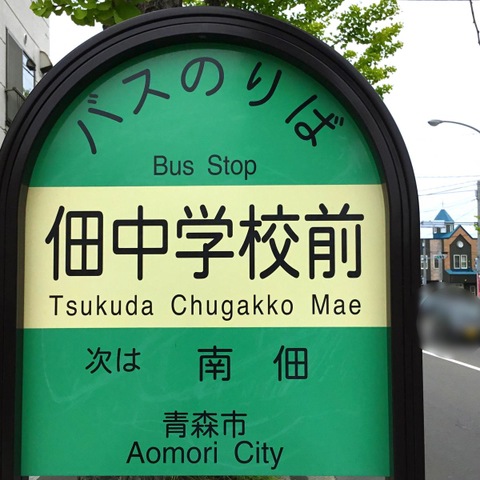 バスのりば
Bus Stop
佃中学校前
Tsukuda Chugakko Mae
次は 南 佃
青森市
Aomori City